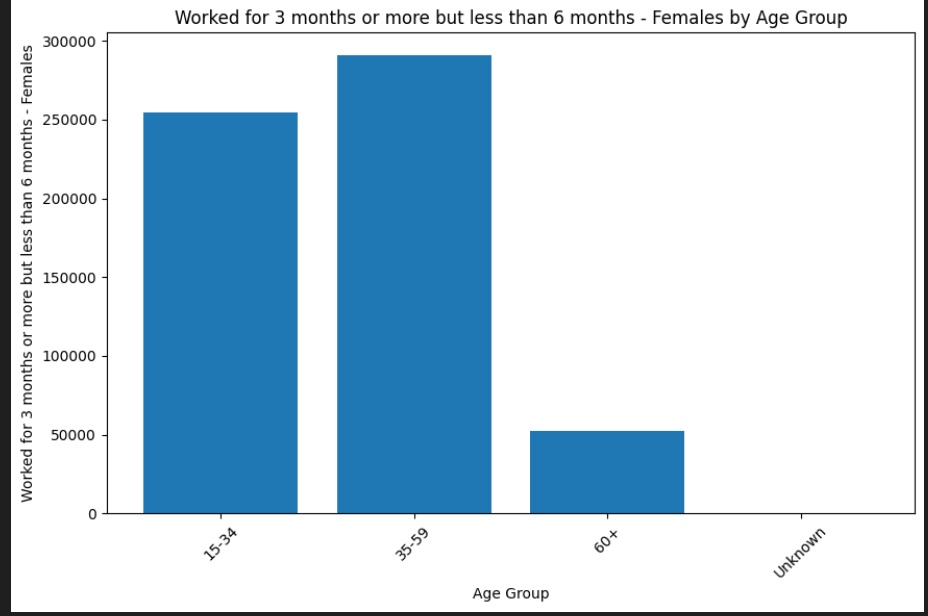 Worked for 3 months or more but less than 6 months - Females by Age Group
Worked for 3 months or more but less than 6 months - Females
300000
250000
200000
150000
100000
50000
0
15-34
35-59
60+
Unknown
Age Group